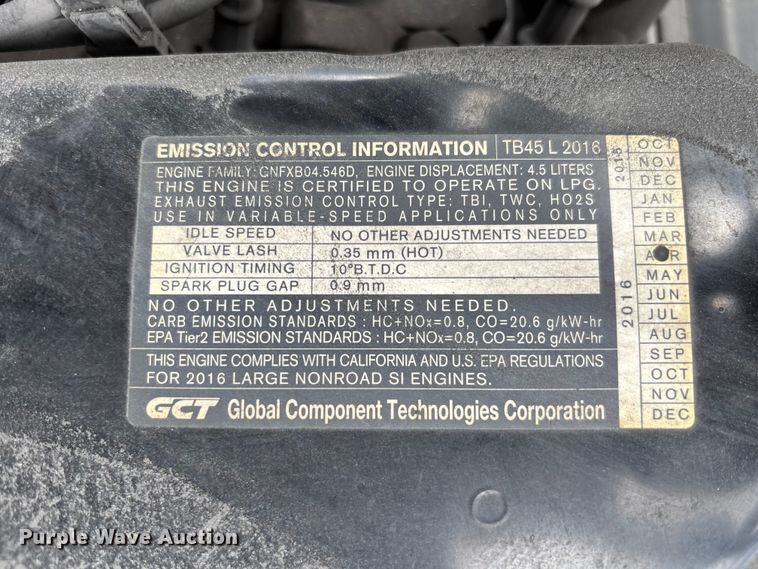 EMISSION CONTROL INFORMATION TB45 L 2016
ENGINE FAMILY: GNFXB04.546D, ENGINE DISPLACEMENT: 4.5 LITERS
THIS ENGINE IS CERTIFIED TO OPERATE ON LPG.
EXHAUST EMISSION CONTROL TYPE: TBI, TWC, HO2S
USE IN VARIABLE-SPEED APPLICATIONS ONLY
IDLE SPEED NO OTHER ADJUSTMENTS NEEDED
VALVE LASH 0.35 mm (HOT)
IGNITION TIMING 10°B.T.D.C
SPARK PLUG GAP 0.9 mm
NO OTHER ADJUSTMENTS NEEDED.
CARB EMISSION STANDARDS : HC+NOx=0.8, CO=20.6 g/kW-hr
EPA Tier2 EMISSION STANDARDS : HC+NOx=0.8, CO=20.6 g/kW-hr
THIS ENGINE COMPLIES WITH CALIFORNIA AND U.S. EPA REGULATIONS
FOR 2016 LARGE NONROAD SI ENGINES.
GCT Global Component Technologies Corporation
OCT
NOV
DEC
2016
JAN
FEB
MAR
APR
MAY
JUN
JUL
AUG
SEP
OCT
NOV
DEC
Purple Wave Auction